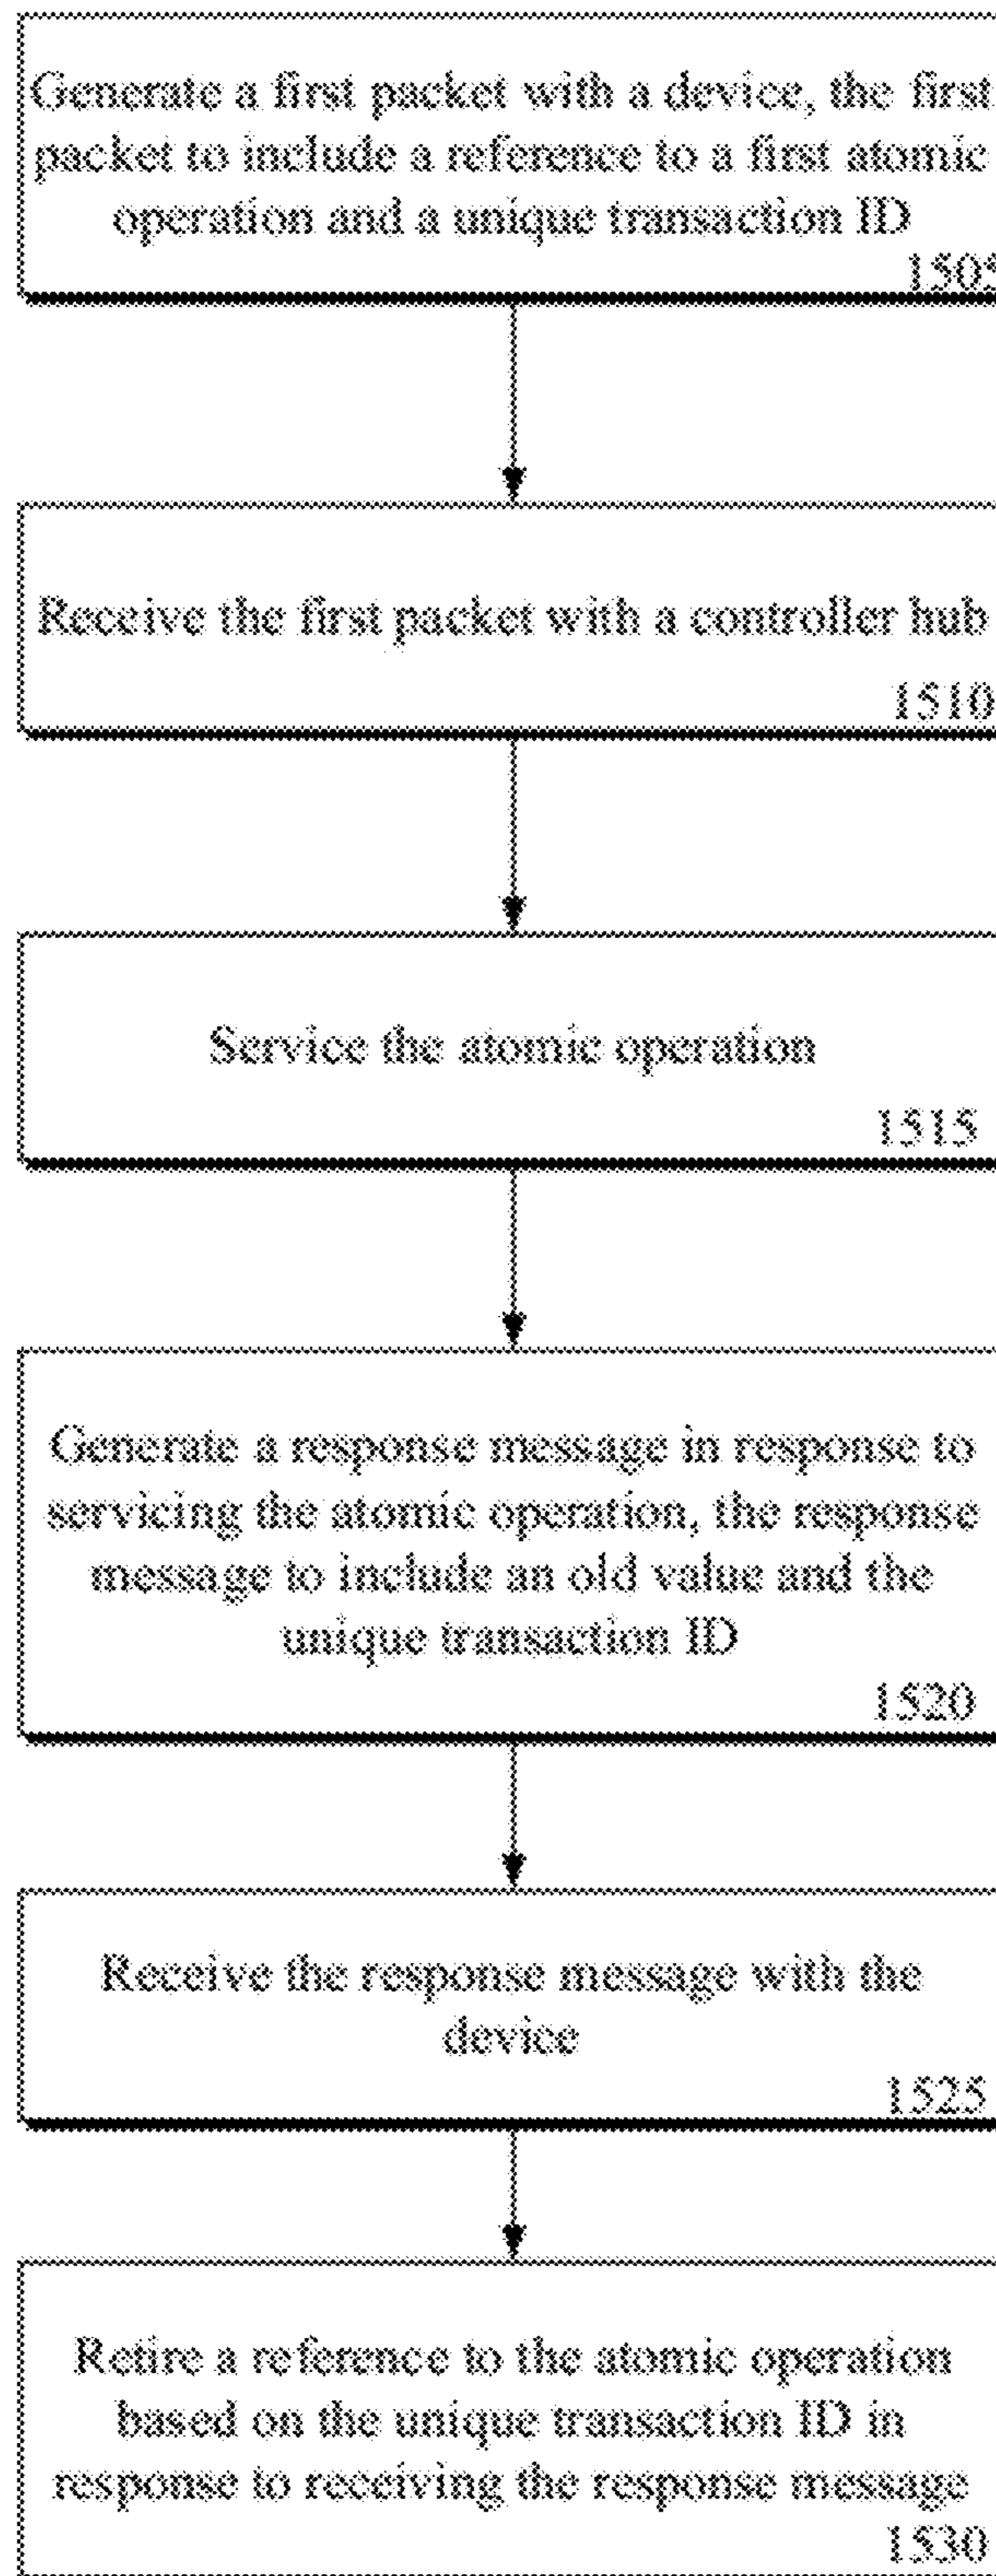 Generate a first packet with a device, the first
packet to include a reference to a first atomic
operation and a unique transaction ID
1505
Receive the first packet with a controller hub
1510
Service the atomic operation
1515
Generate a response message in response to
servicing the atomic operation, the response
message to include an old value and the
unique transaction ID
1520
Receive the response message with the
device
1525
Retire a reference to the atomic operation
based on the unique transaction ID in
response to receiving the response message
1530